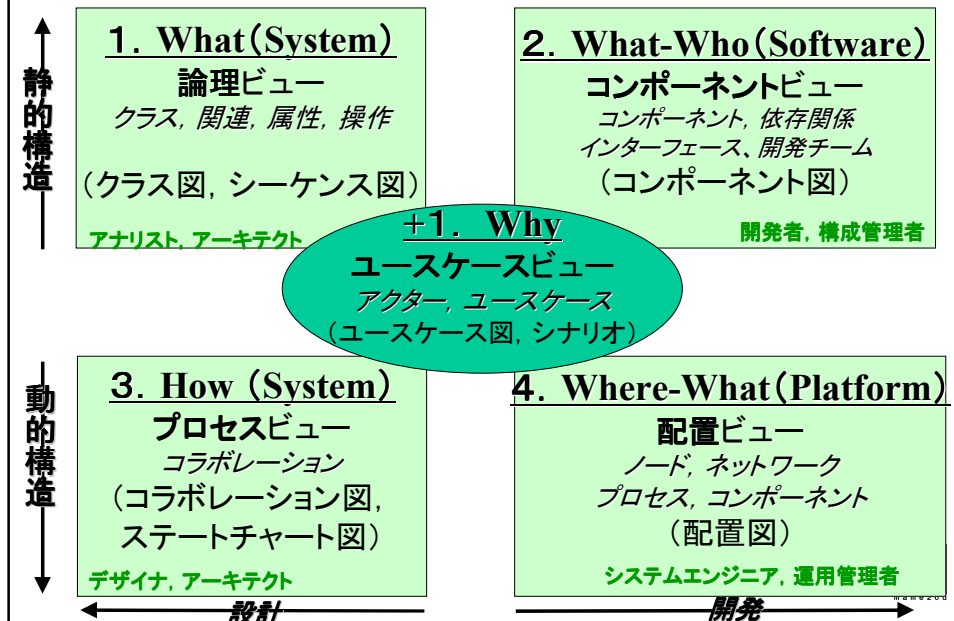 静的構造
1. What(System)
論理ビュー
クラス, 関連, 属性, 操作
(クラス図, シーケンス図)
アナリスト, アーキテクト
2. What-Who(Software)
コンポーネントビュー
コンポーネント, 依存関係
インターフェース、開発チーム
(コンポーネント図)
開発者, 構成管理者
+1. Why
ユースケースビュー
アクター, ユースケース
(ユースケース図, シナリオ)
動的構造
3. How (System)
プロセスビュー
コラボレーション
(コラボレーション図,
ステートチャート図)
デザイナ, アーキテクト
4. Where-What(Platform)
配置ビュー
ノード, ネットワーク
プロセス, コンポーネント
(配置図)
システムエンジニア, 運用管理者
設計
開発